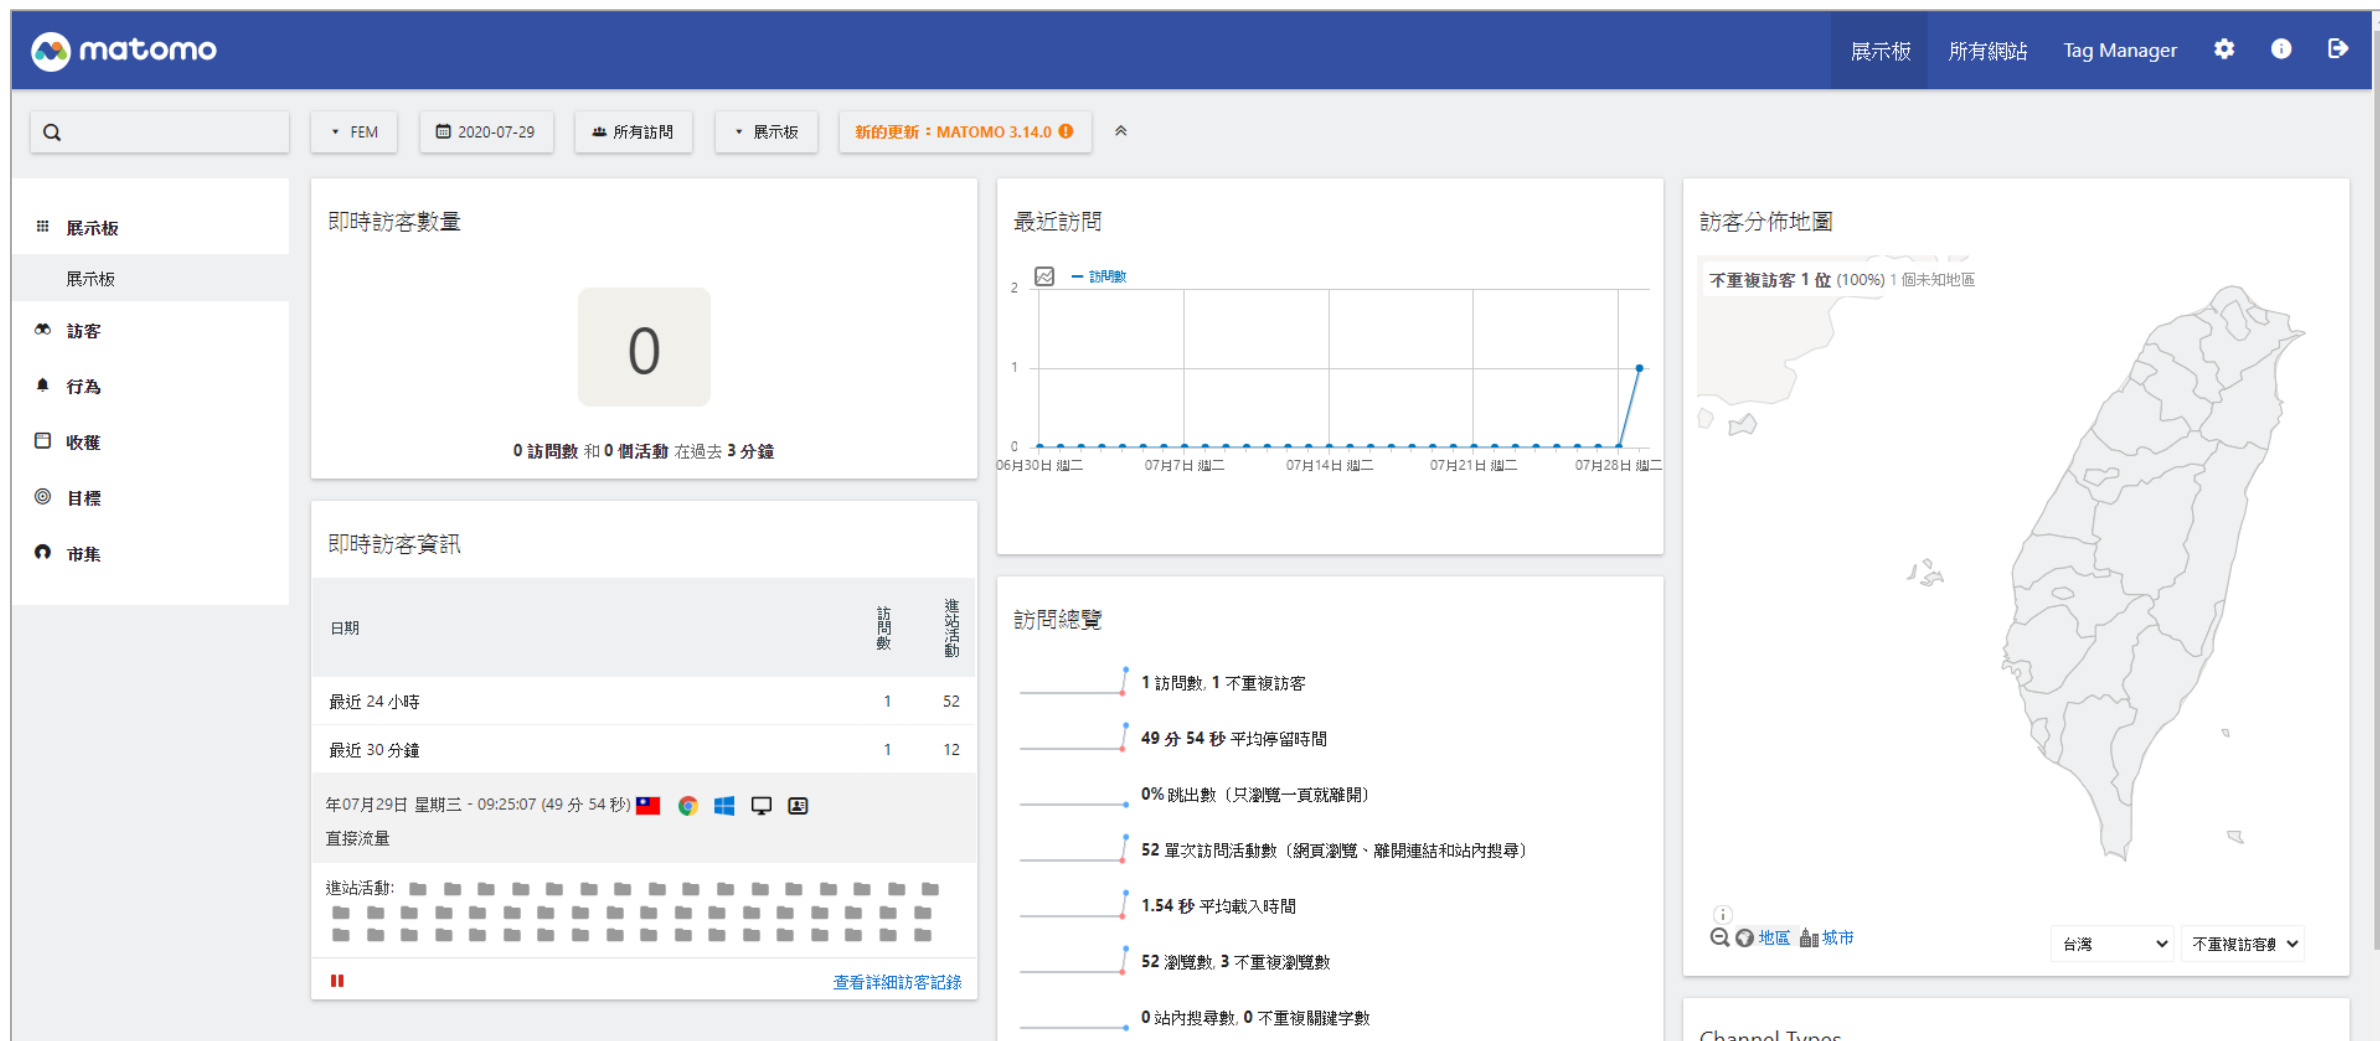 matomo
展示板
所有網站
Tag Manager
FEM
2020-07-29
所有訪問
展示板
新的更新：MATOMO 3.14.0
展示板
展示板
訪客
行為
收穫
目標
市集
即時訪客數量
0
0 訪問數 和 0 個活動 在過去 3 分鐘
即時訪客資訊
日期
訪問數
進站活動
最近 24 小時 1 52
最近 30 分鐘 1 12
年07月29日 星期三 - 09:25:07 (49 分 54 秒)
直接流量
進站活動:
查看詳細訪客記錄
最近訪問
訪問數
2
1
0
06月30日 週二
07月7日 週二
07月14日 週二
07月21日 週二
07月28日 週二
訪問總覽
1 訪問數, 1 不重複訪客
49 分 54 秒 平均停留時間
0% 跳出數（只瀏覽一頁就離開）
52 單次訪問活動數（網頁瀏覽、離開連結和站內搜尋）
1.54 秒 平均載入時間
52 瀏覽數, 3 不重複瀏覽數
0 站內搜尋數, 0 不重複關鍵字數
訪客分佈地圖
不重複訪客 1 位 (100%) 1 個未知地區
地區
城市
台灣
不重複訪客
Channel Types